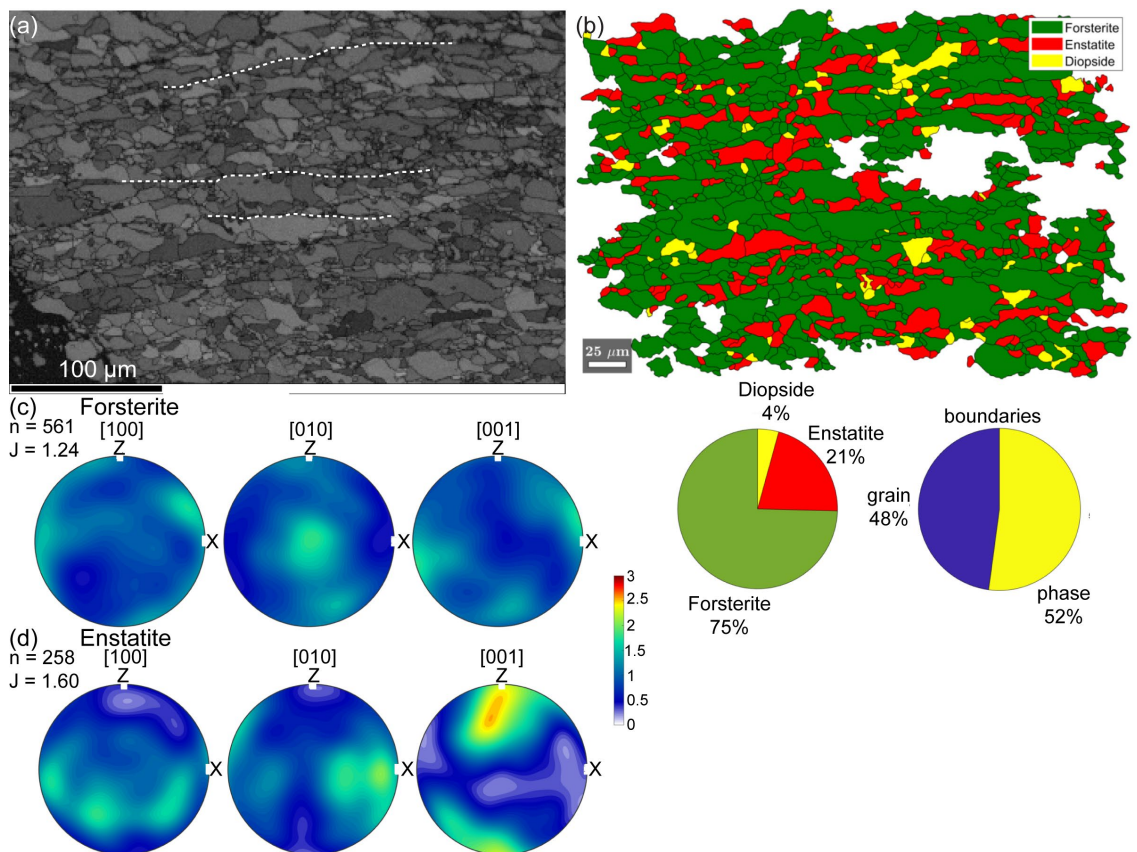 (a)
100 µm
(b)
Forsterite
Enstatite
Diopside
25 µm
(c) Forsterite
n = 561
J = 1.24
[100] [010] [001]
Z Z Z
X X X
(d) Enstatite
n = 258
J = 1.60
[100] [010] [001]
Z Z Z
X X X
3
2.5
2
1.5
1
0.5
0
Diopside
4%
Enstatite
21%
Forsterite
75%
boundaries
grain
48%
phase
52%